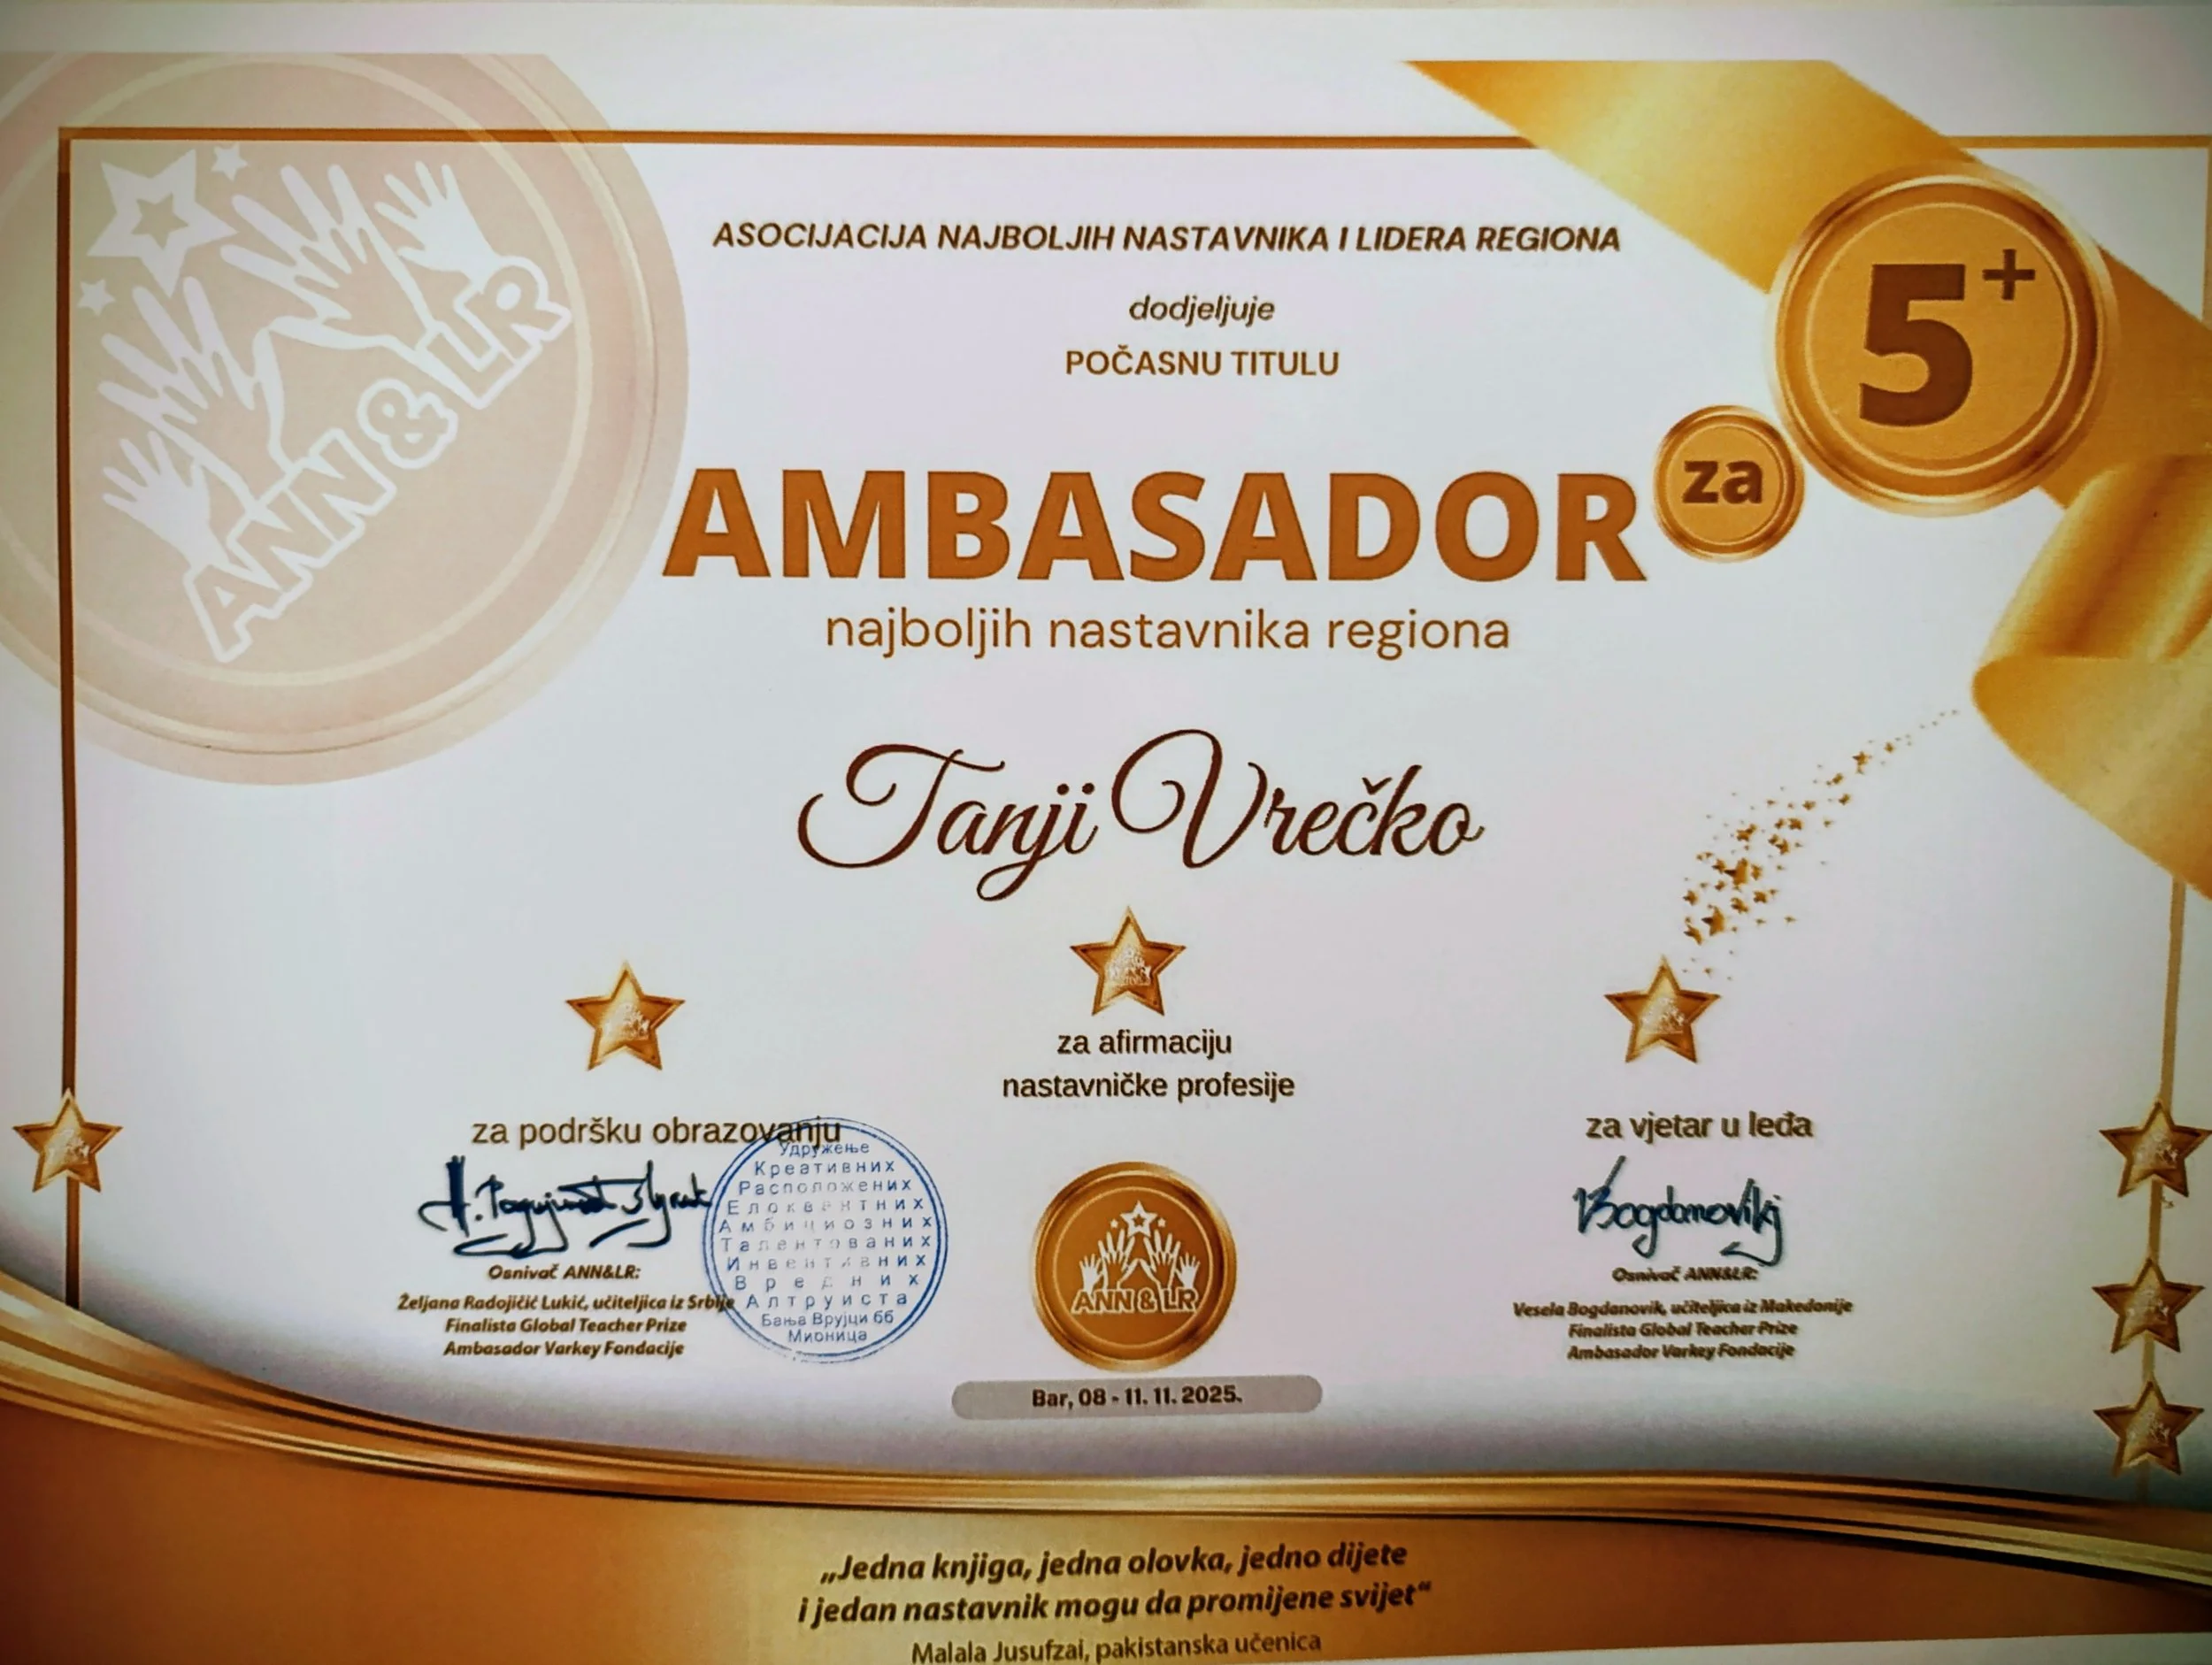 ANN & LR
ASOCIJACIJA NAJBOLJIH NASTAVNIKA I LIDERA REGIONA
dodjeljuje
POČASNU TITULU
5+
AMBASADOR za
najboljih nastavnika regiona
Tanji Vrečko
za afirmaciju
nastavničke profesije
za podršku obrazovanju
za vjetar u leđa
Удружење
Креативних
Расположених
Елоквентних
Амбициозних
Талентованих
Инвентивних
Вредних
Алтруиста
Бања Врујци бб
Мионица
Osnivač ANN&LR:
Željana Radojičić Lukić, učiteljica iz Srbije
Finalista Global Teacher Prize
Ambasador Varkey Fondacije
ANN & LR
VBogdanovikj
Osnivač ANN&LR:
Vesela Bogdanovik, učiteljica iz Makedonije
Finalista Global Teacher Prize
Ambasador Varkey Fondacije
Bar, 08 - 11. 11. 2025.
„Jedna knjiga, jedna olovka, jedno dijete
i jedan nastavnik mogu da promijene svijet“
Malala Jusufzai, pakistanska učenica